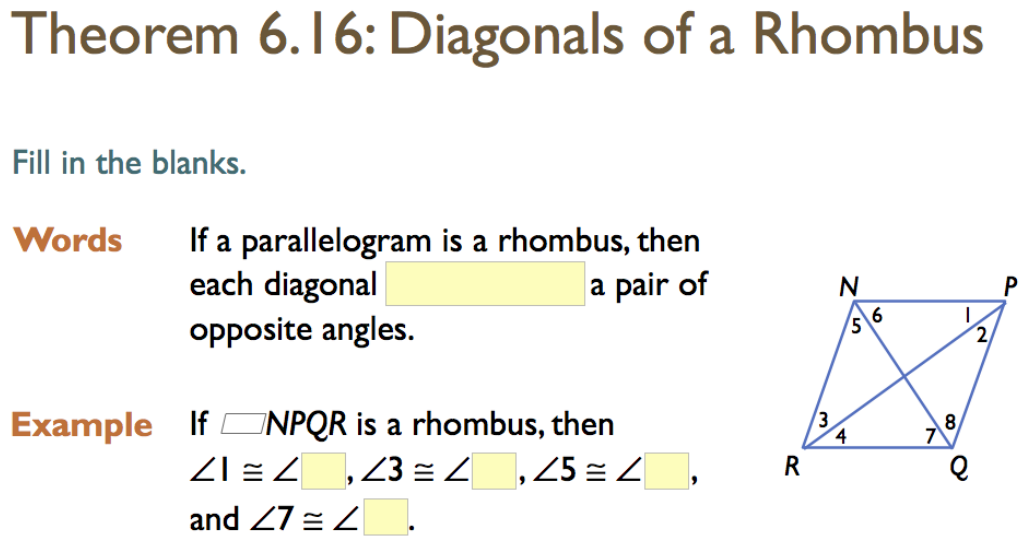 Theorem 6.16: Diagonals of a Rhombus
Fill in the blanks.
Words
If a parallelogram is a rhombus, then
each diagonal a pair of
opposite angles.
Example
If ▱NPQR is a rhombus, then
∠1 ≅ ∠ , ∠3 ≅ ∠ , ∠5 ≅ ∠ ,
and ∠7 ≅ ∠ .
N P
6 1
5 2
3 8
4 7
R Q